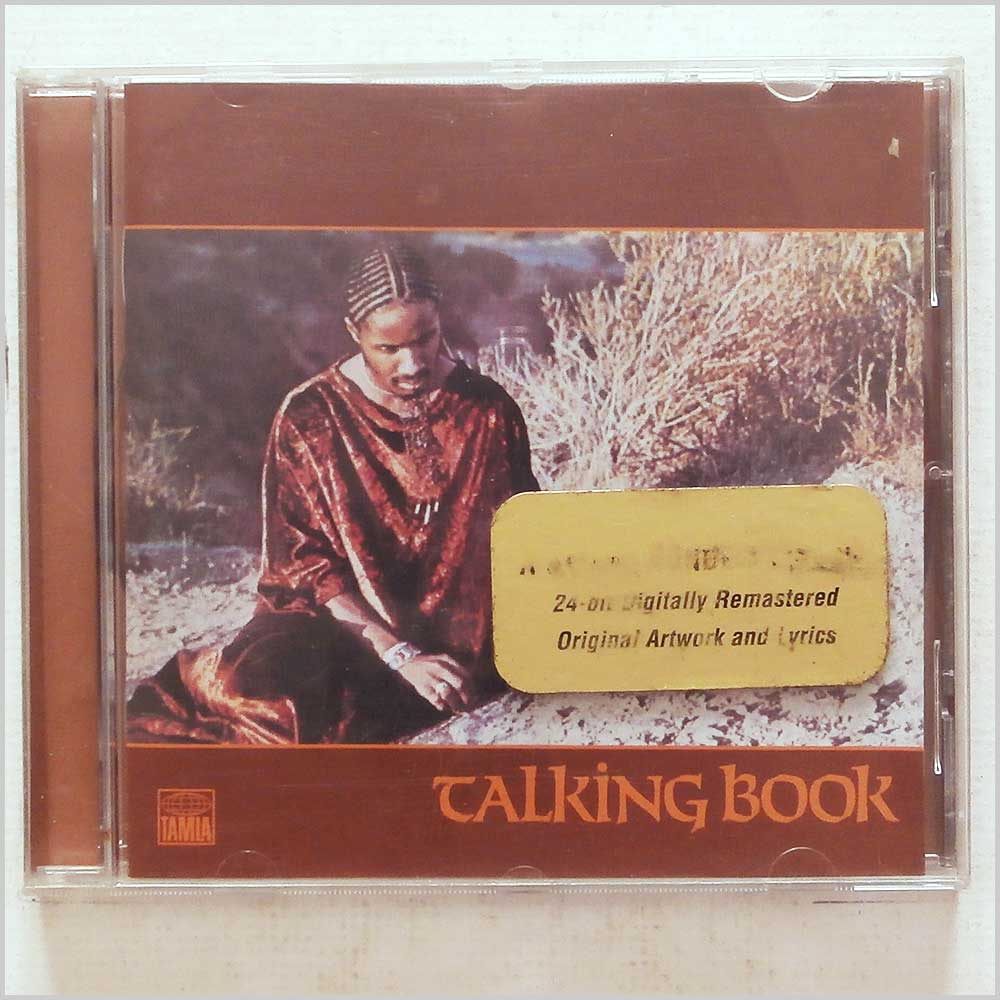 24-bit Digitally Remastered
Original Artwork and Lyrics
TALKING BOOK
TAMLA